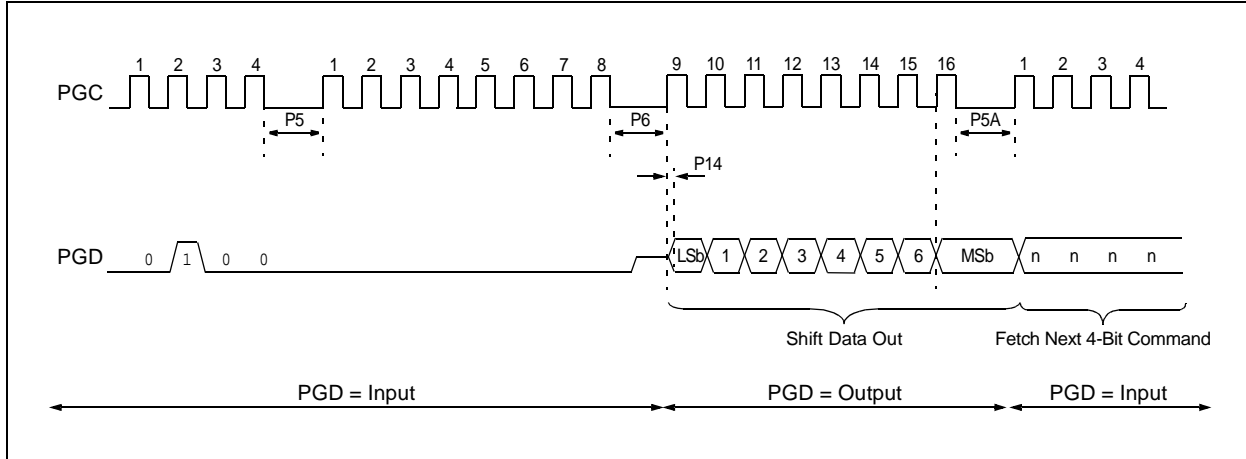 1 2 3 4 1 2 3 4 5 6 7 8 9 10 11 12 13 14 15 16 1 2 3 4
PGC
P5 P6 P5A
P14
PGD 0 1 0 0 LSb 1 2 3 4 5 6 MSb n n n n
Shift Data Out Fetch Next 4-Bit Command
PGD = Input PGD = Output PGD = Input